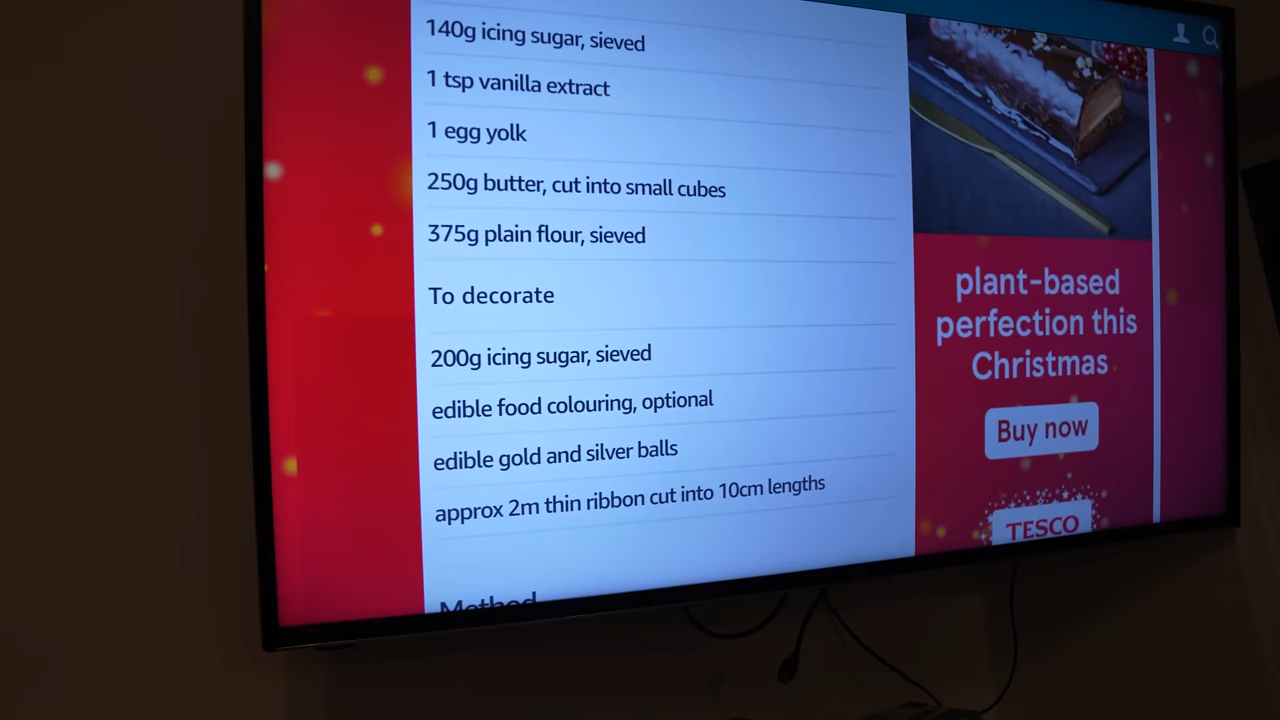 140g icing sugar, sieved
1 tsp vanilla extract
1 egg yolk
250g butter, cut into small cubes
375g plain flour, sieved
To decorate
200g icing sugar, sieved
edible food colouring, optional
edible gold and silver balls
approx 2m thin ribbon cut into 10cm lengths
Method
plant-based
perfection this
Christmas
Buy now
TESCO